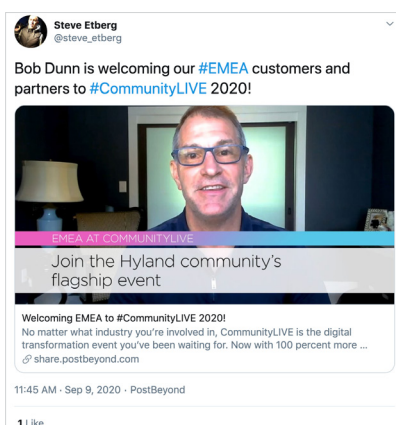 Steve Etberg
@steve_etberg
Bob Dunn is welcoming our #EMEA customers and
partners to #CommunityLIVE 2020!
EMEA AT COMMUNITYLIVE
Join the Hyland community's
flagship event
Welcoming EMEA to #CommunityLIVE 2020!
No matter what industry you're involved in, CommunityLIVE is the digital
transformation event you've been waiting for. Now with 100 percent more ...
share.postbeyond.com
11:45 AM · Sep 9, 2020 · PostBeyond
1 Like